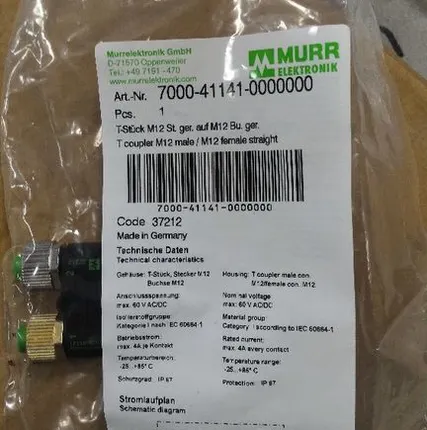 Murrelektronik GmbH
D-71570 Oppenweiler
Tel.: +49 7191 -470
www.murrelektronik.com
MURR
ELEKTRONIK
Art.-Nr. 7000-41141-0000000
Pcs. 1
T-Stück M12 St. ger. auf M12 Bu. ger.
T coupler M12 male / M12 female straight
7000-41141-0000000
Code 37212
Made in Germany
Technische Daten
Technical characteristics
Gehäuse: T-Stück, Stecker M12
Buchse M12
Housing: T coupler male con.
M12/female con. M12
Anschlussspannung:
max. 60 V AC/DC
Nominal voltage
max. 60 V AC/DC
Isolierstoffgruppe:
Kategorie I nach IEC 60664-1
Material group:
Category I according to IEC 60664-1
Betriebsstrom:
max. 4A je Kontakt
Rated current:
max. 4A every contact
Temperaturbereich:
-25...+85° C
Temperature range:
-25...+85° C
Schutzgrad: IP 67
Protection: IP 67
Stromlaufplan
Schematic diagram